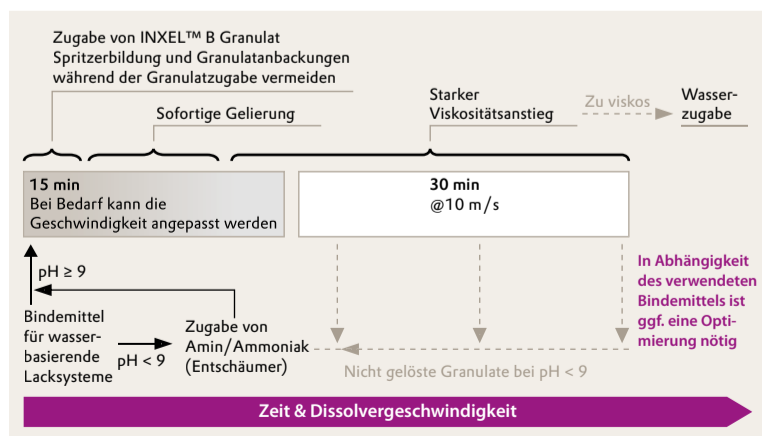 Zugabe von INXEL™ B Granulat
Spritzerbildung und Granulatanbackungen
während der Granulatzugabe vermeiden
Sofortige Gelierung
Starker
Viskositätsanstieg
Zu viskos
Wasser-
zugabe
15 min
Bei Bedarf kann die
Geschwindigkeit angepasst werden
30 min
@10 m/s
pH ≥ 9
Bindemittel
für wasser-
basierende
Lacksysteme
pH < 9
Zugabe von
Amin/Ammoniak
(Entschäumer)
Nicht gelöste Granulate bei pH < 9
In Abhängigkeit
des verwendeten
Bindemittels ist
ggf. eine Opti-
mierung nötig
Zeit & Dissolvergeschwindigkeit